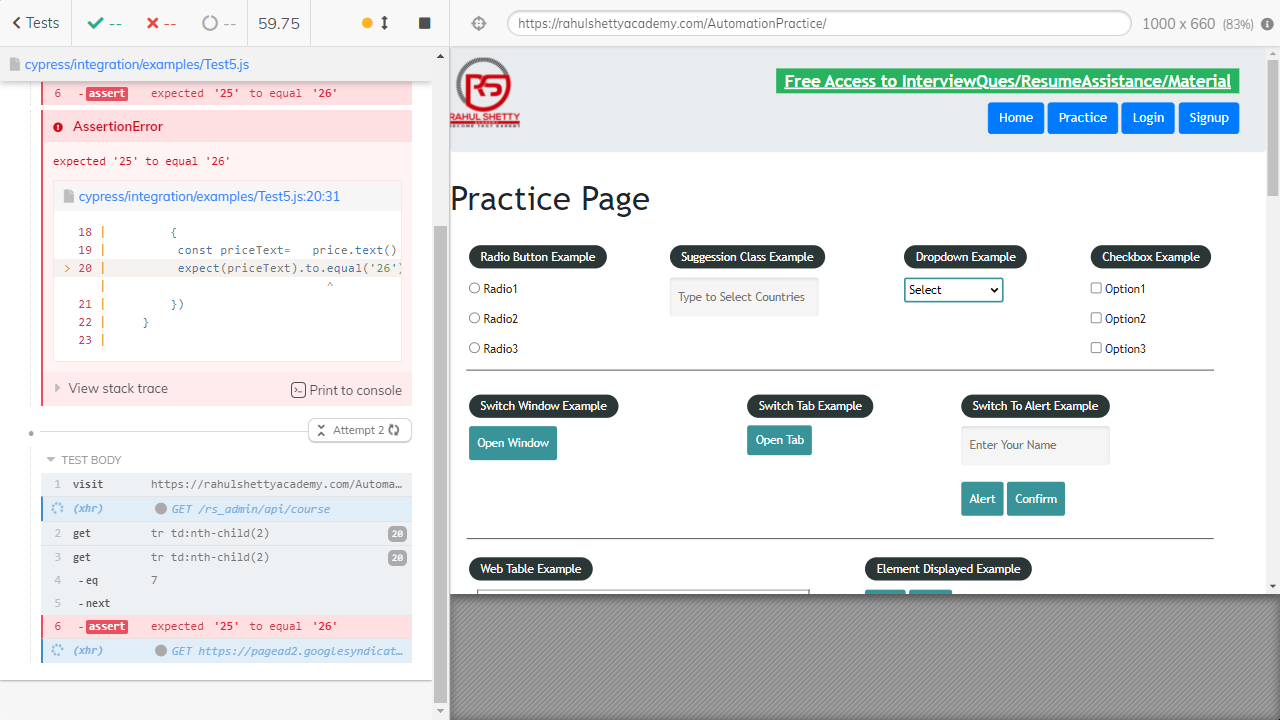 Tests
--
--
--
59.75
cypress/integration/examples/Test5.js
6 -assert expected '25' to equal '26'
AssertionError
expected '25' to equal '26'
cypress/integration/examples/Test5.js:20:31
18 | {
19 | const priceText= price.text()
> 20 | expect(priceText).to.equal('26')
| ^
21 | })
22 | }
23 |
View stack trace
Print to console
Attempt 2
TEST BODY
1 visit https://rahulshettyacademy.com/Automa...
(xhr) GET /rs_admin/api/course
2 get tr td:nth-child(2) 20
3 get tr td:nth-child(2) 20
4 -eq 7
5 -next
6 -assert expected '25' to equal '26'
(xhr) GET https://pagead2.googlesyndicat...
https://rahulshettyacademy.com/AutomationPractice/
1000 x 660 (83%)
RS
RAHUL SHETTY
ACADEMY
BECOME TEST EXPERT
Free Access to InterviewQues/ResumeAssistance/Material
Home Practice Login Signup
Practice Page
Radio Button Example
Radio1
Radio2
Radio3
Suggession Class Example
Type to Select Countries
Dropdown Example
Select
Checkbox Example
Option1
Option2
Option3
Switch Window Example
Open Window
Switch Tab Example
Open Tab
Switch To Alert Example
Enter Your Name
Alert Confirm
Web Table Example
Element Displayed Example